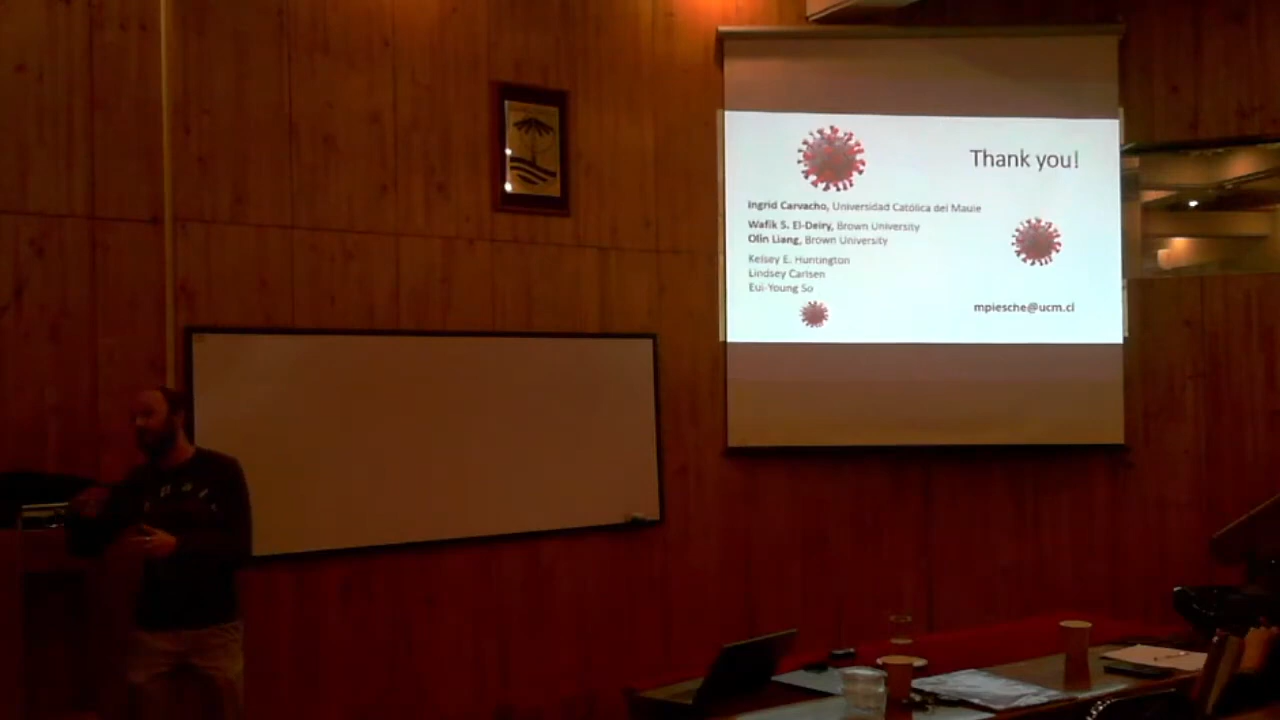 Thank you!
Ingrid Carvacho, Universidad Católica del Maule
Wafik S. El-Deiry, Brown University
Olin Liang, Brown University
Kelsey E. Huntington
Lindsey Carlsen
Eui-Young So
mpiesche@ucm.cl